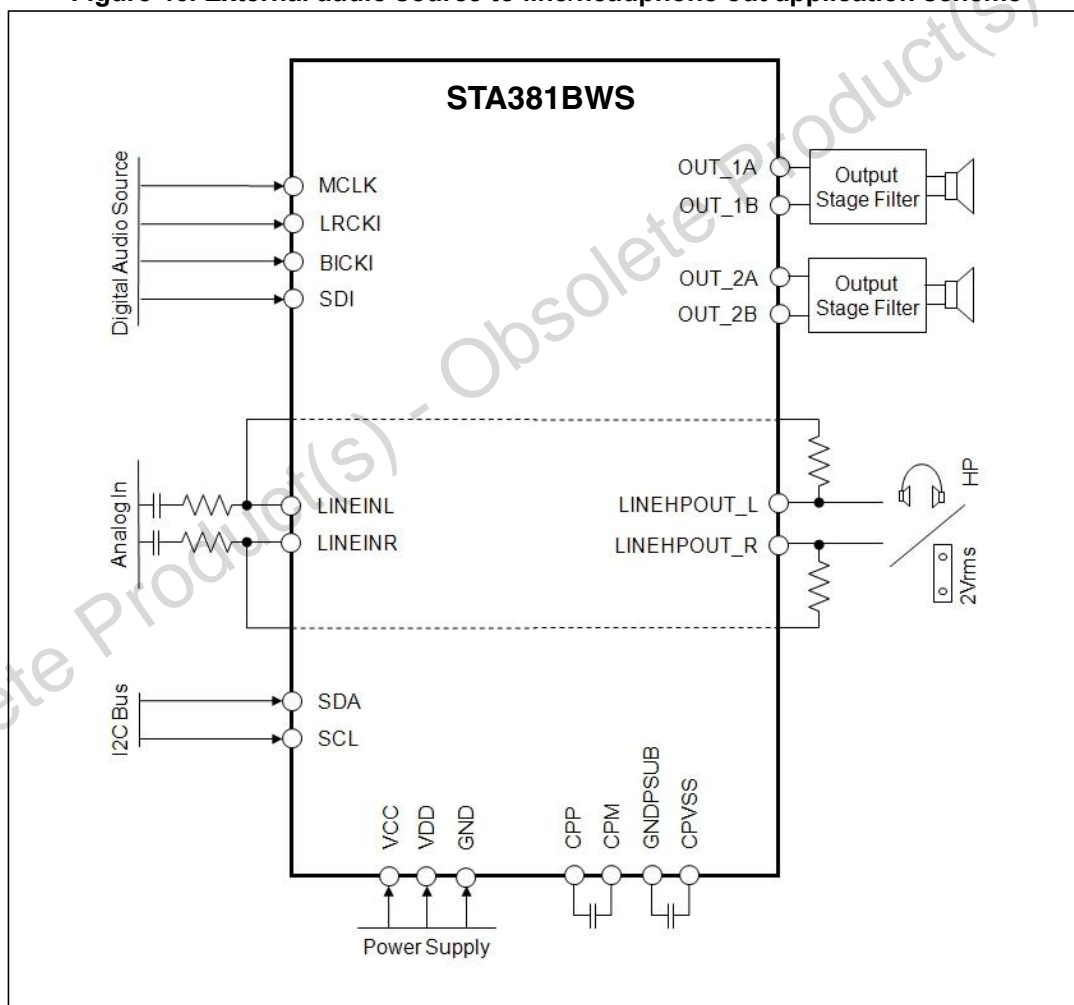 STA381BWS
Digital Audio Source
MCLK
LRCKI
BICKI
SDI
OUT_1A
OUT_1B
Output
Stage Filter
OUT_2A
OUT_2B
Output
Stage Filter
Analog In
LINEINL
LINEINR
LINEHPOUT_L
LINEHPOUT_R
HP
2Vrms
I2C Bus
SDA
SCL
VCC
VDD
GND
CPP
CPM
GNDPSUB
CPVSS
Power Supply
ete Product(s) - Obsolete Product(s)